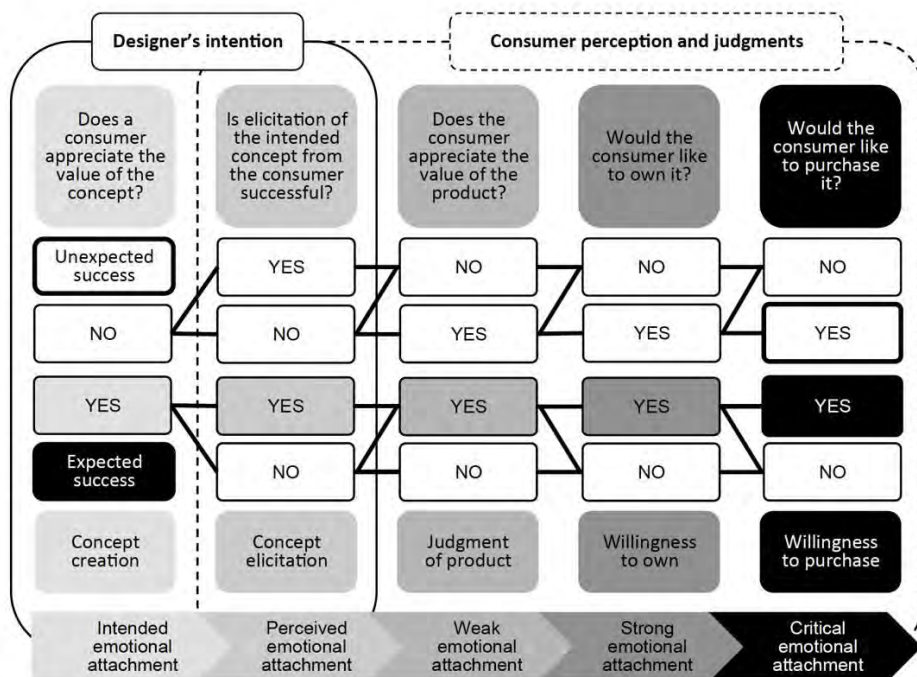 Designer's intention
Consumer perception and judgments
Does a
consumer
appreciate the
value of the
concept?
Is elicitation of
the intended
concept from
the consumer
successful?
Does the
consumer
appreciate the
value of the
product?
Would the
consumer like
to own it?
Would the
consumer like
to purchase
it?
Unexpected
success
YES
NO
NO
NO
NO
NO
YES
YES
YES
YES
YES
YES
YES
YES
Expected
success
NO
NO
NO
NO
Concept
creation
Concept
elicitation
Judgment
of product
Willingness
to own
Willingness
to purchase
Intended
emotional
attachment
Perceived
emotional
attachment
Weak
emotional
attachment
Strong
emotional
attachment
Critical
emotional
attachment